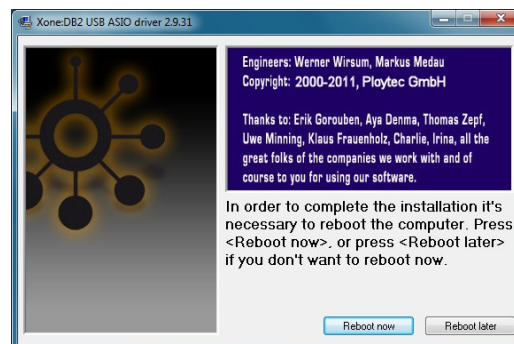 Xone:DB2 USB ASIO driver 2.9.31
Engineers: Werner Wirsum, Markus Medau
Copyright: 2000-2011, Ploytec GmbH
Thanks to: Erik Gorouben, Aya Denma, Thomas Zepf,
Uwe Minning, Klaus Frauenholz, Charlie, Irina, all the
great folks of the companies we work with and of
course to you for using our software.
In order to complete the installation it's
necessary to reboot the computer. Press
<Reboot now>, or press <Reboot later>
if you don't want to reboot now.
Reboot now
Reboot later